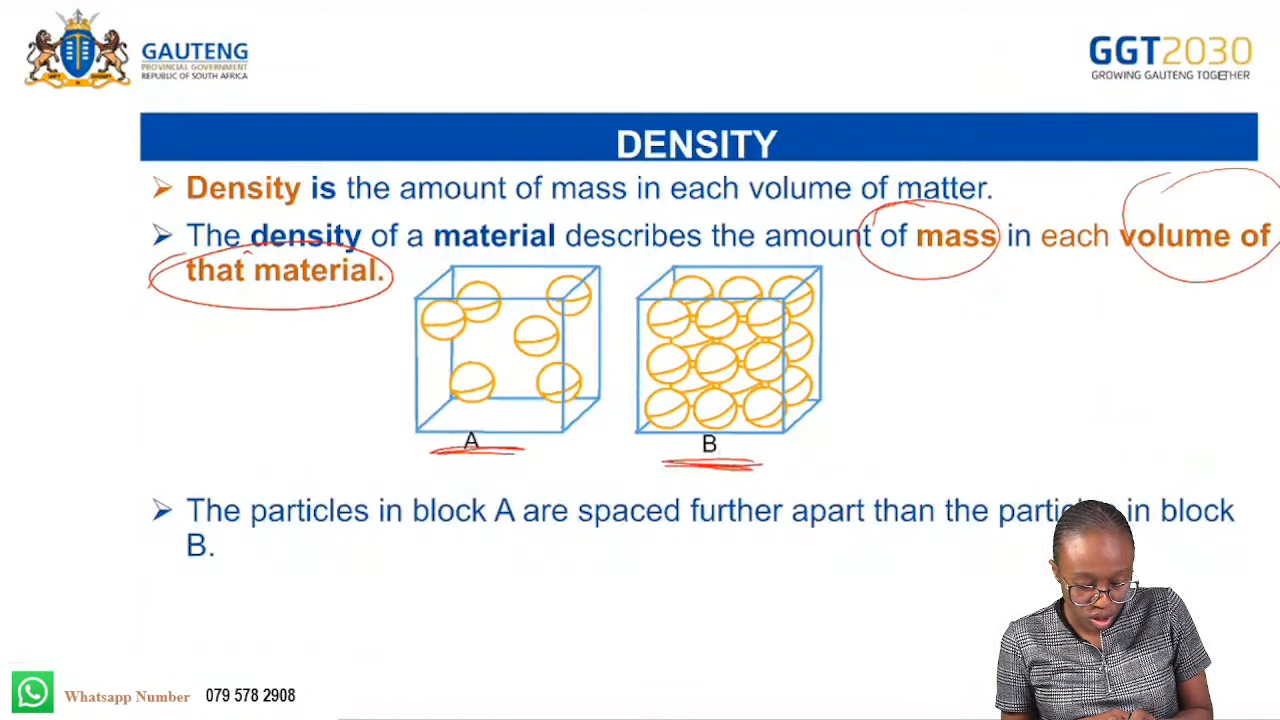 GAUTENG
PROVINCIAL GOVERNMENT
REPUBLIC OF SOUTH AFRICA
GGT2030
GROWING GAUTENG TOGETHER
DENSITY
➢ Density is the amount of mass in each volume of matter.
➢ The density of a material describes the amount of mass in each volume of
that material.
A
B
➢ The particles in block A are spaced further apart than the in block
B.
Whatsapp Number 079 578 2908